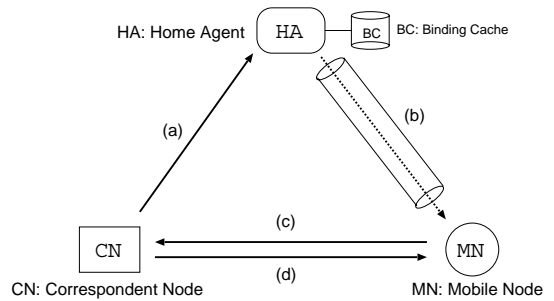 HA: Home Agent
HA
BC
BC: Binding Cache
(a)
(b)
(c)
CN
MN
(d)
CN: Correspondent Node
MN: Mobile Node